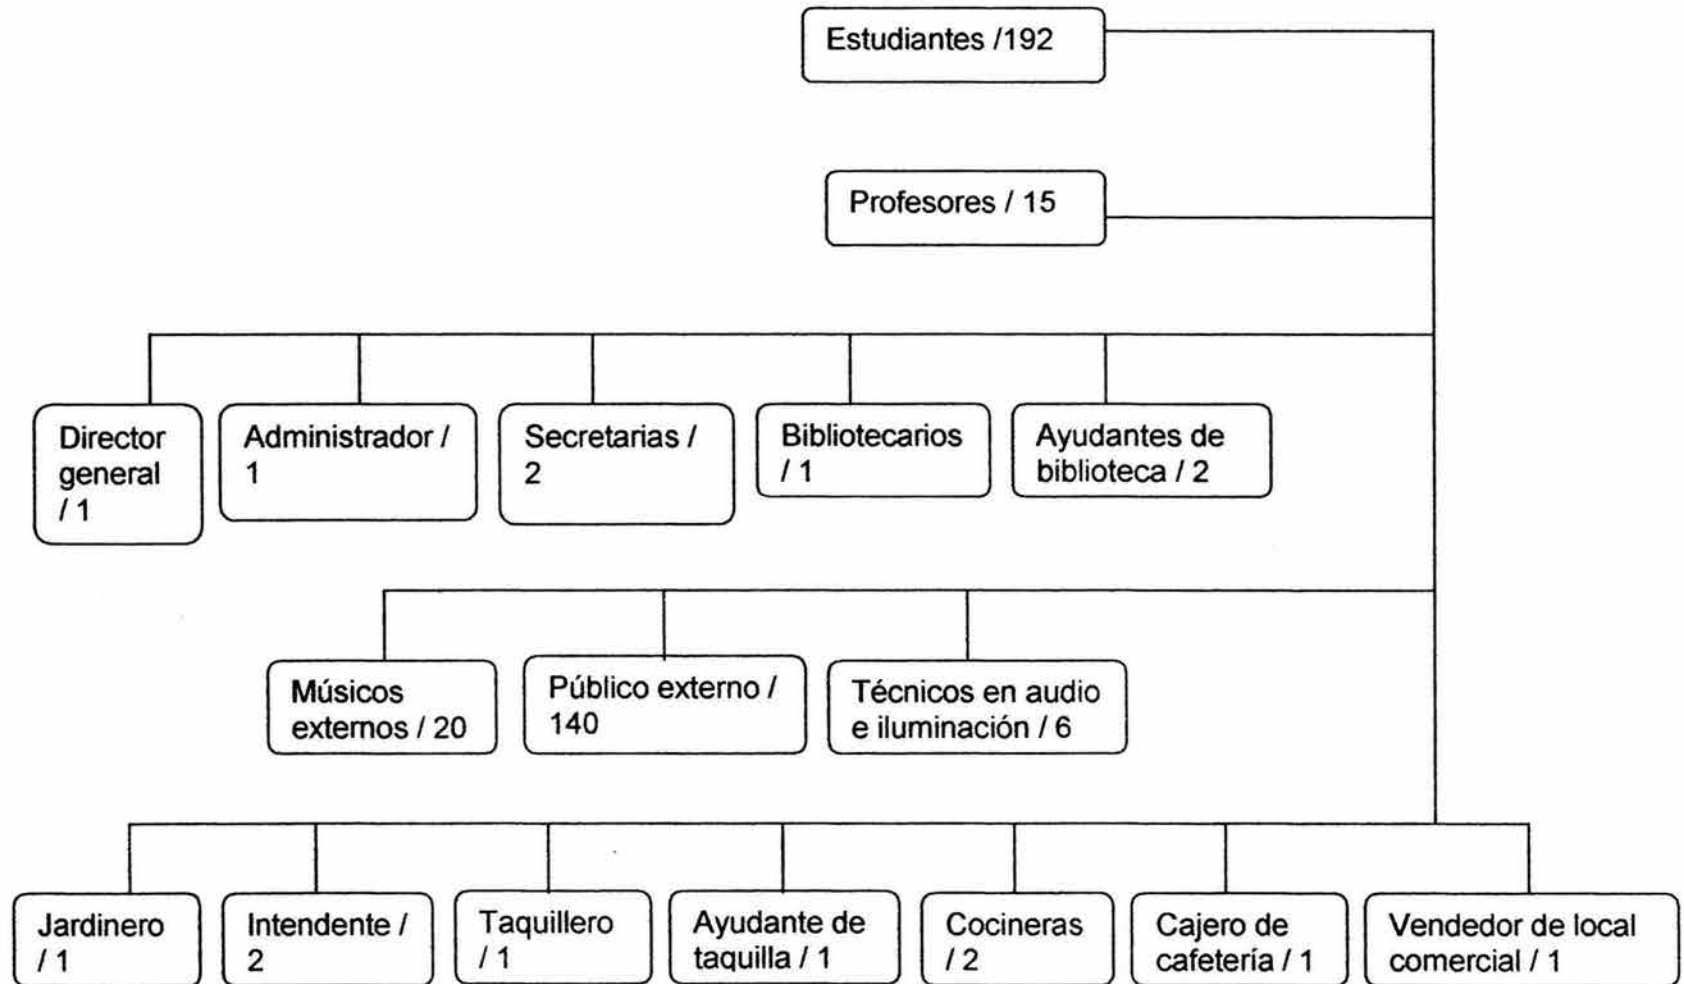 Estudiantes /192
Profesores / 15
Director
general
/ 1
Administrador /
1
Secretarias /
2
Bibliotecarios
/ 1
Ayudantes de
biblioteca / 2
Músicos
externos / 20
Público externo /
140
Técnicos en audio
e iluminación / 6
Jardinero
/ 1
Intendente /
2
Taquillero
/ 1
Ayudante de
taquilla / 1
Cocineras
/ 2
Cajero de
cafetería / 1
Vendedor de local
comercial / 1